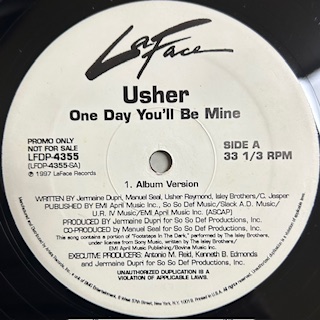 LaFace
Usher
One Day You'll Be Mine
PROMO ONLY
NOT FOR SALE
LFDP-4355
(LFDP-4355-SA)
℗ 1997 LaFace Records
SIDE A
33 1/3 RPM
1. Album Version
WRITTEN BY Jermaine Dupri, Manuel Seal, Usher Reymond, Isley Brothers/C. Jesper
PUBLISHED BY EMI April Music Inc., So So Def Music/Slack A.D. Music/
U.R. IV Music/EMI April Music Inc. (ASCAP)
PRODUCED BY Jermaine Dupri for So So Def Productions, Inc.
CO-PRODUCED by Manuel Seal for So So Def Productions, Inc.
This song contains a portion of "Footsteps In The Dark," performed by The Isley Brothers,
under license from Sony Music, written by The Isley Brothers/
EMI April Music/Bovina Music Inc.
EXECUTIVE PRODUCERS: Antonio M. Reid, Kenneth B. Edmonds
and Jermaine Dupri for So So Def Productions, Inc.
UNAUTHORIZED DUPLICATION IS A
VIOLATION OF APPLICABLE LAWS.